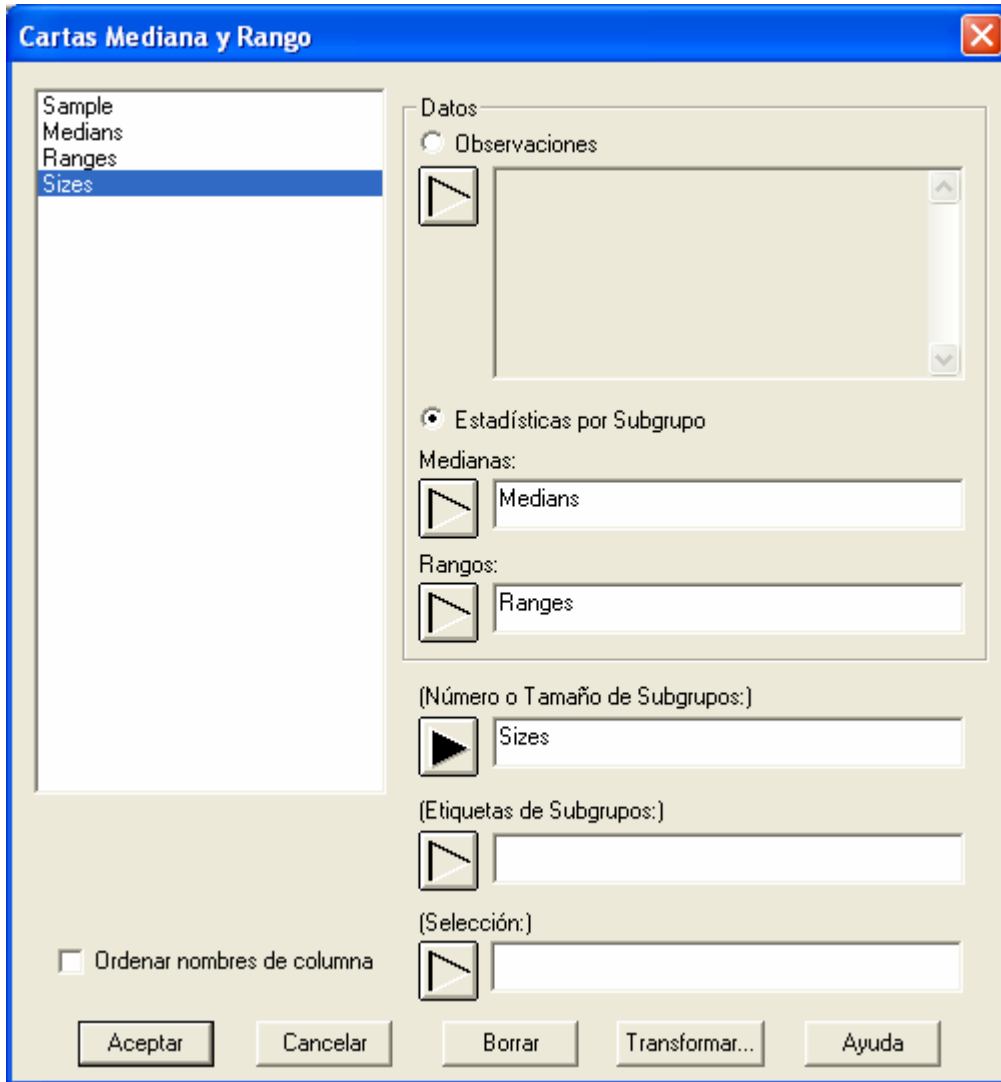 Cartas Mediana y Rango
Sample
Medians
Ranges
Sizes
Datos
Observaciones
Estadísticas por Subgrupo
Medianas:
Medians
Rangos:
Ranges
(Número o Tamaño de Subgrupos:)
Sizes
(Etiquetas de Subgrupos:)
(Selección:)
Ordenar nombres de columna
Aceptar
Cancelar
Borrar
Transformar...
Ayuda